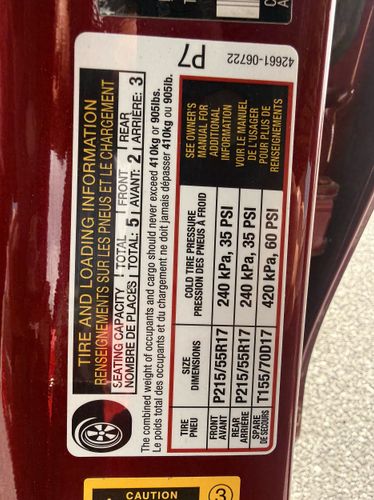 TIRE AND LOADING INFORMATION
RENSEIGNEMENTS SUR LES PNEUS ET LE CHARGEMENT
SEATING CAPACITY | TOTAL | FRONT | REAR
NOMBRE DE PLACES | TOTAL: 5 | AVANT: 2 | ARRIÈRE: 3
The combined weight of occupants and cargo should never exceed 410kg or 905lbs.
Le poids total des occupants et du chargement ne doit jamais dépasser 410kg or 905lb.
TIRE PNEU
SIZE DIMENSIONS
COLD TIRE PRESSURE
PRESSION DES PNEUS À FROID
FRONT AVANT P215/55R17 240 kPa, 35 PSI
REAR ARRIÈRE P215/55R17 240 kPa, 35 PSI
SPARE DE SECOURS T155/70D17 420 kPa, 60 PSI
SEE OWNER'S
MANUAL FOR
ADDITIONAL
INFORMATION
VOIR LE MANUEL
DE L'USAGER
POUR PLUS DE
RENSEIGNEMENTS
P7
42661-06722
CAUTION
3